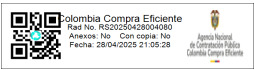 Colombia Compra Eficiente
Rad No. RS20250428004080
Anexos: No Con copia: No
Fecha: 28/04/2025 21:05:28
Agencia Nacional
de Contratación Pública
Colombia Compra Eficiente